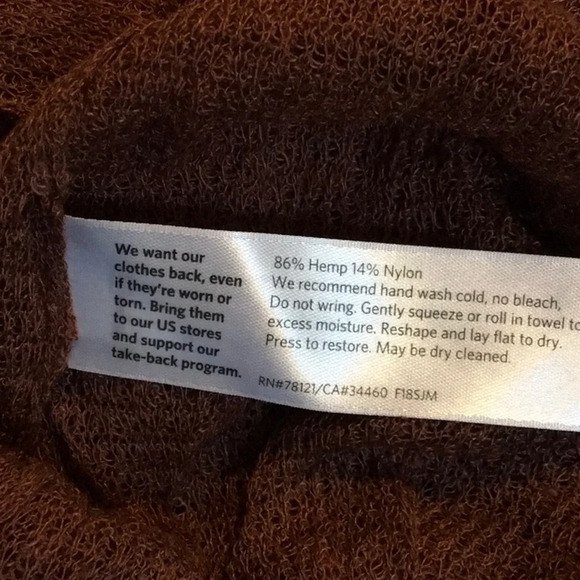 We want our
clothes back, even
if they're worn or
torn. Bring them
to our US stores
and support our
take-back program.
86% Hemp 14% Nylon
We recommend hand wash cold, no bleach,
Do not wring. Gently squeeze or roll in towel to
excess moisture. Reshape and lay flat to dry.
Press to restore. May be dry cleaned.
RN#78121/CA#34460 F18SJM